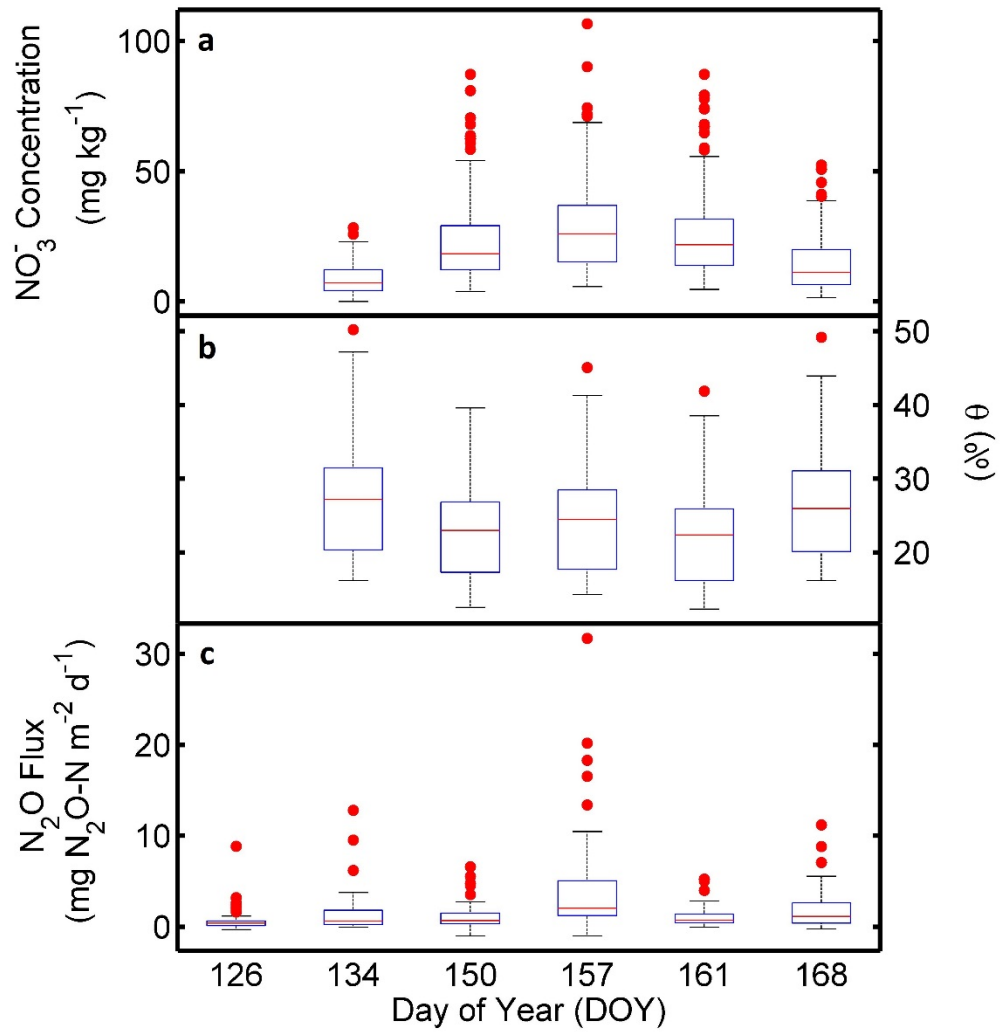 a
NO₃⁻ Concentration
(mg kg⁻¹)
100
50
0
b
50
40
30
20
θ (%)
c
N₂O Flux
(mg N₂O-N m⁻² d⁻¹)
30
20
10
0
126 134 150 157 161 168
Day of Year (DOY)